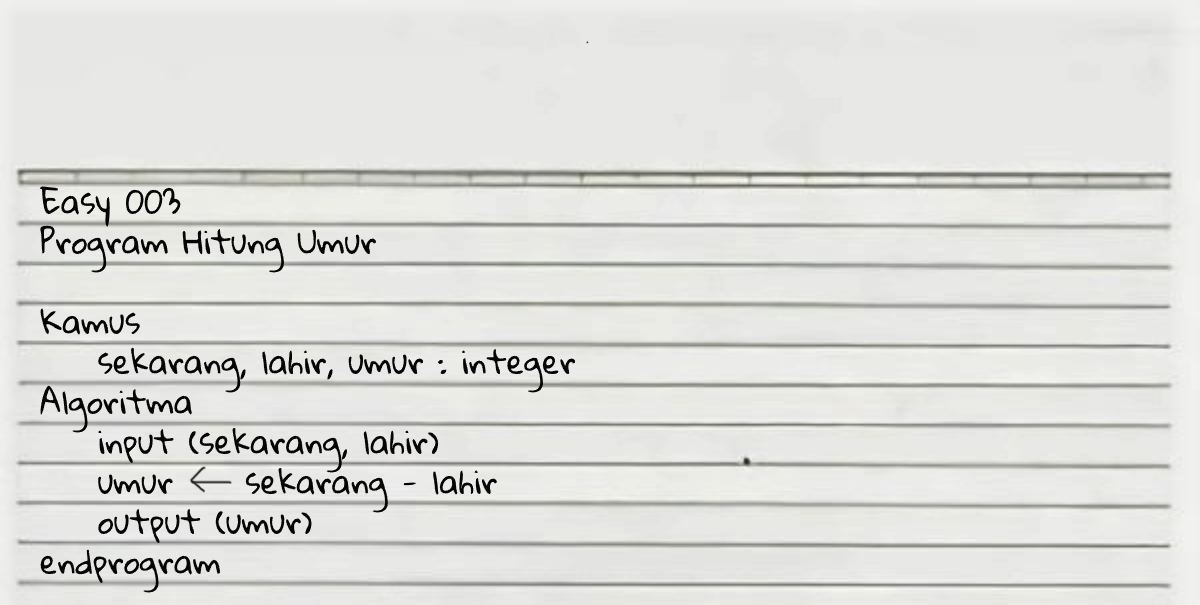 Easy 003
Program Hitung Umur
Kamus
sekarang, lahir, umur : integer
Algoritma
input (sekarang, lahir)
umur ← sekarang - lahir
output (umur)
endprogram